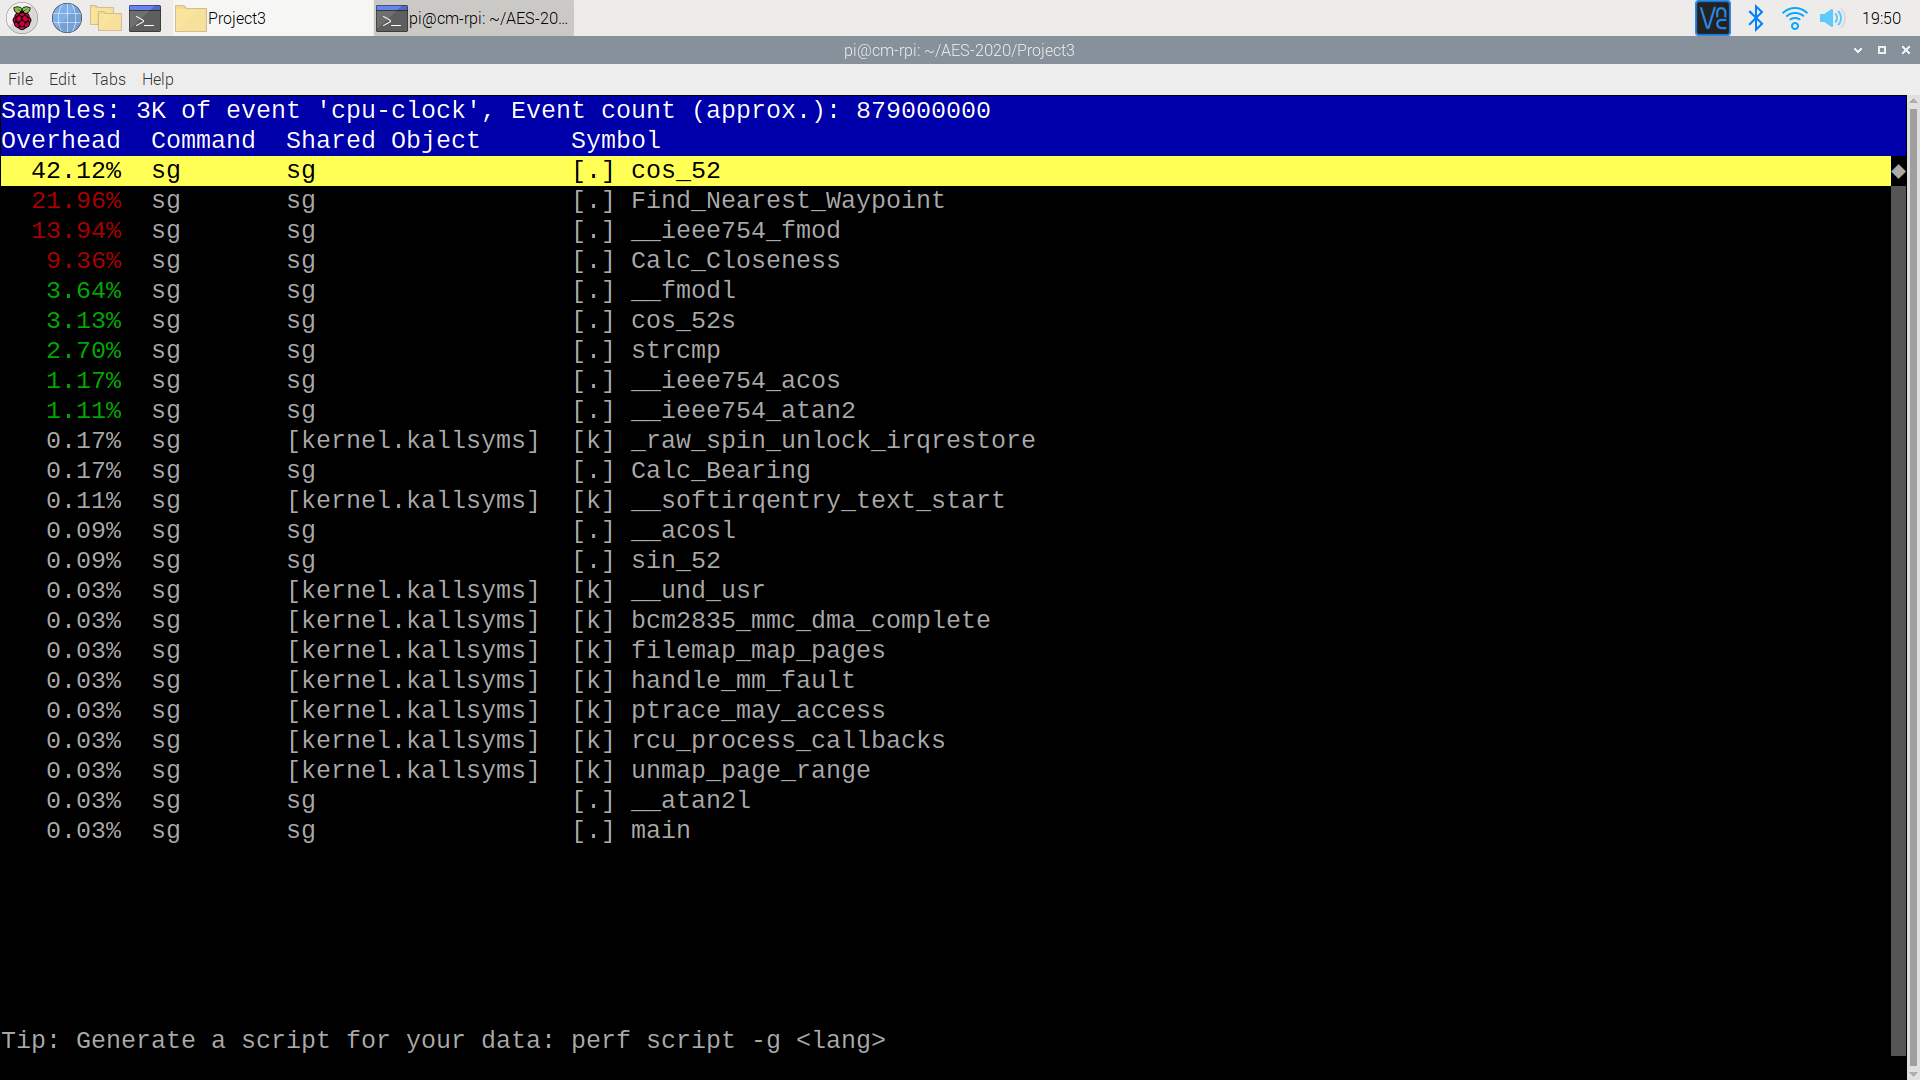 Project3 pi@cm-rpi: ~/AES-20... 19:50
pi@cm-rpi: ~/AES-2020/Project3
File Edit Tabs Help
Samples: 3K of event 'cpu-clock', Event count (approx.): 879000000
Overhead Command Shared Object Symbol
42.12% sg sg [.] cos_52
21.96% sg sg [.] Find_Nearest_Waypoint
13.94% sg sg [.] __ieee754_fmod
9.36% sg sg [.] Calc_Closeness
3.64% sg sg [.] __fmodl
3.13% sg sg [.] cos_52s
2.70% sg sg [.] strcmp
1.17% sg sg [.] __ieee754_acos
1.11% sg sg [.] __ieee754_atan2
0.17% sg [kernel.kallsyms] [k] _raw_spin_unlock_irqrestore
0.17% sg sg [.] Calc_Bearing
0.11% sg [kernel.kallsyms] [k] __softirqentry_text_start
0.09% sg sg [.] __acosl
0.09% sg sg [.] sin_52
0.03% sg [kernel.kallsyms] [k] __und_usr
0.03% sg [kernel.kallsyms] [k] bcm2835_mmc_dma_complete
0.03% sg [kernel.kallsyms] [k] filemap_map_pages
0.03% sg [kernel.kallsyms] [k] handle_mm_fault
0.03% sg [kernel.kallsyms] [k] ptrace_may_access
0.03% sg [kernel.kallsyms] [k] rcu_process_callbacks
0.03% sg [kernel.kallsyms] [k] unmap_page_range
0.03% sg sg [.] __atan2l
0.03% sg sg [.] main
Tip: Generate a script for your data: perf script -g <lang>